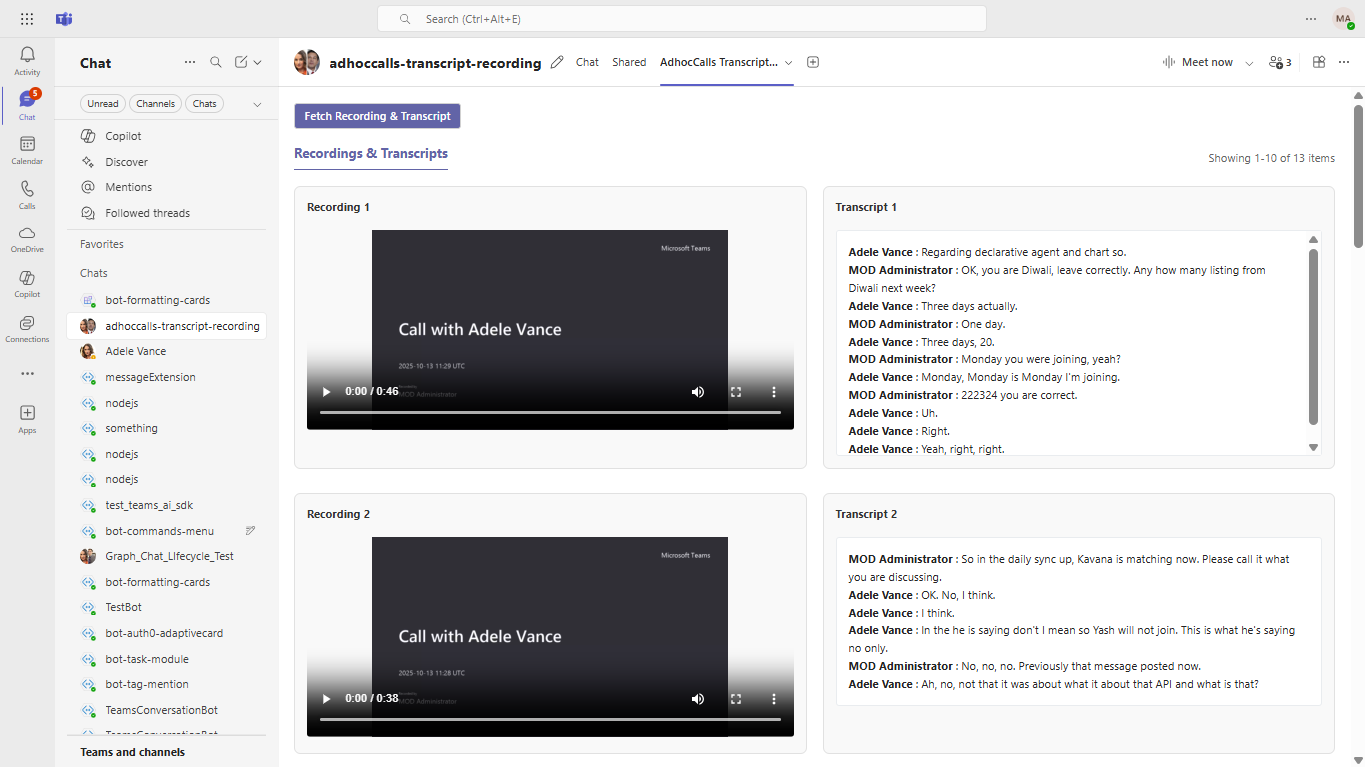 Search (Ctrl+Alt+E)
MA
Activity
5
Chat
Calendar
Calls
OneDrive
Copilot
Connections
Apps
Chat
Unread
Channels
Chats
Copilot
Discover
Mentions
Followed threads
Favorites
Chats
bot-formatting-cards
adhoccalls-transcript-recording
Adele Vance
messageExtension
nodejs
something
nodejs
nodejs
test_teams_ai_sdk
bot-commands-menu
Graph_Chat_LIfecycle_Test
bot-formatting-cards
TestBot
bot-auth0-adaptivecard
bot-task-module
bot-tag-mention
TeamsConversationBot
TeamsConversationBot
Teams and channels
adhoccalls-transcript-recording
Chat
Shared
AdhocCalls Transcript...
Meet now
3
Fetch Recording & Transcript
Recordings & Transcripts
Showing 1-10 of 13 items
Recording 1
Microsoft Teams
Call with Adele Vance
2025-10-13 11:29 UTC
0:00 / 0:46
MOD Administrator
Transcript 1
Adele Vance : Regarding declarative agent and chart so.
MOD Administrator : OK, you are Diwali, leave correctly. Any how many listing from
Diwali next week?
Adele Vance : Three days actually.
MOD Administrator : One day.
Adele Vance : Three days, 20.
MOD Administrator : Monday you were joining, yeah?
Adele Vance : Monday, Monday is Monday I'm joining.
MOD Administrator : 222324 you are correct.
Adele Vance : Uh.
Adele Vance : Right.
Adele Vance : Yeah, right, right.
Recording 2
Microsoft Teams
Call with Adele Vance
2025-10-13 11:28 UTC
0:00 / 0:38
MOD Administrator
Transcript 2
MOD Administrator : So in the daily sync up, Kavana is matching now. Please call it what
you are discussing.
Adele Vance : OK. No, I think.
Adele Vance : I think.
Adele Vance : In the he is saying don't I mean so Yash will not join. This is what he's saying
no only.
MOD Administrator : No, no, no. Previously that message posted now.
Adele Vance : Ah, no, not that it was about what it about that API and what is that?